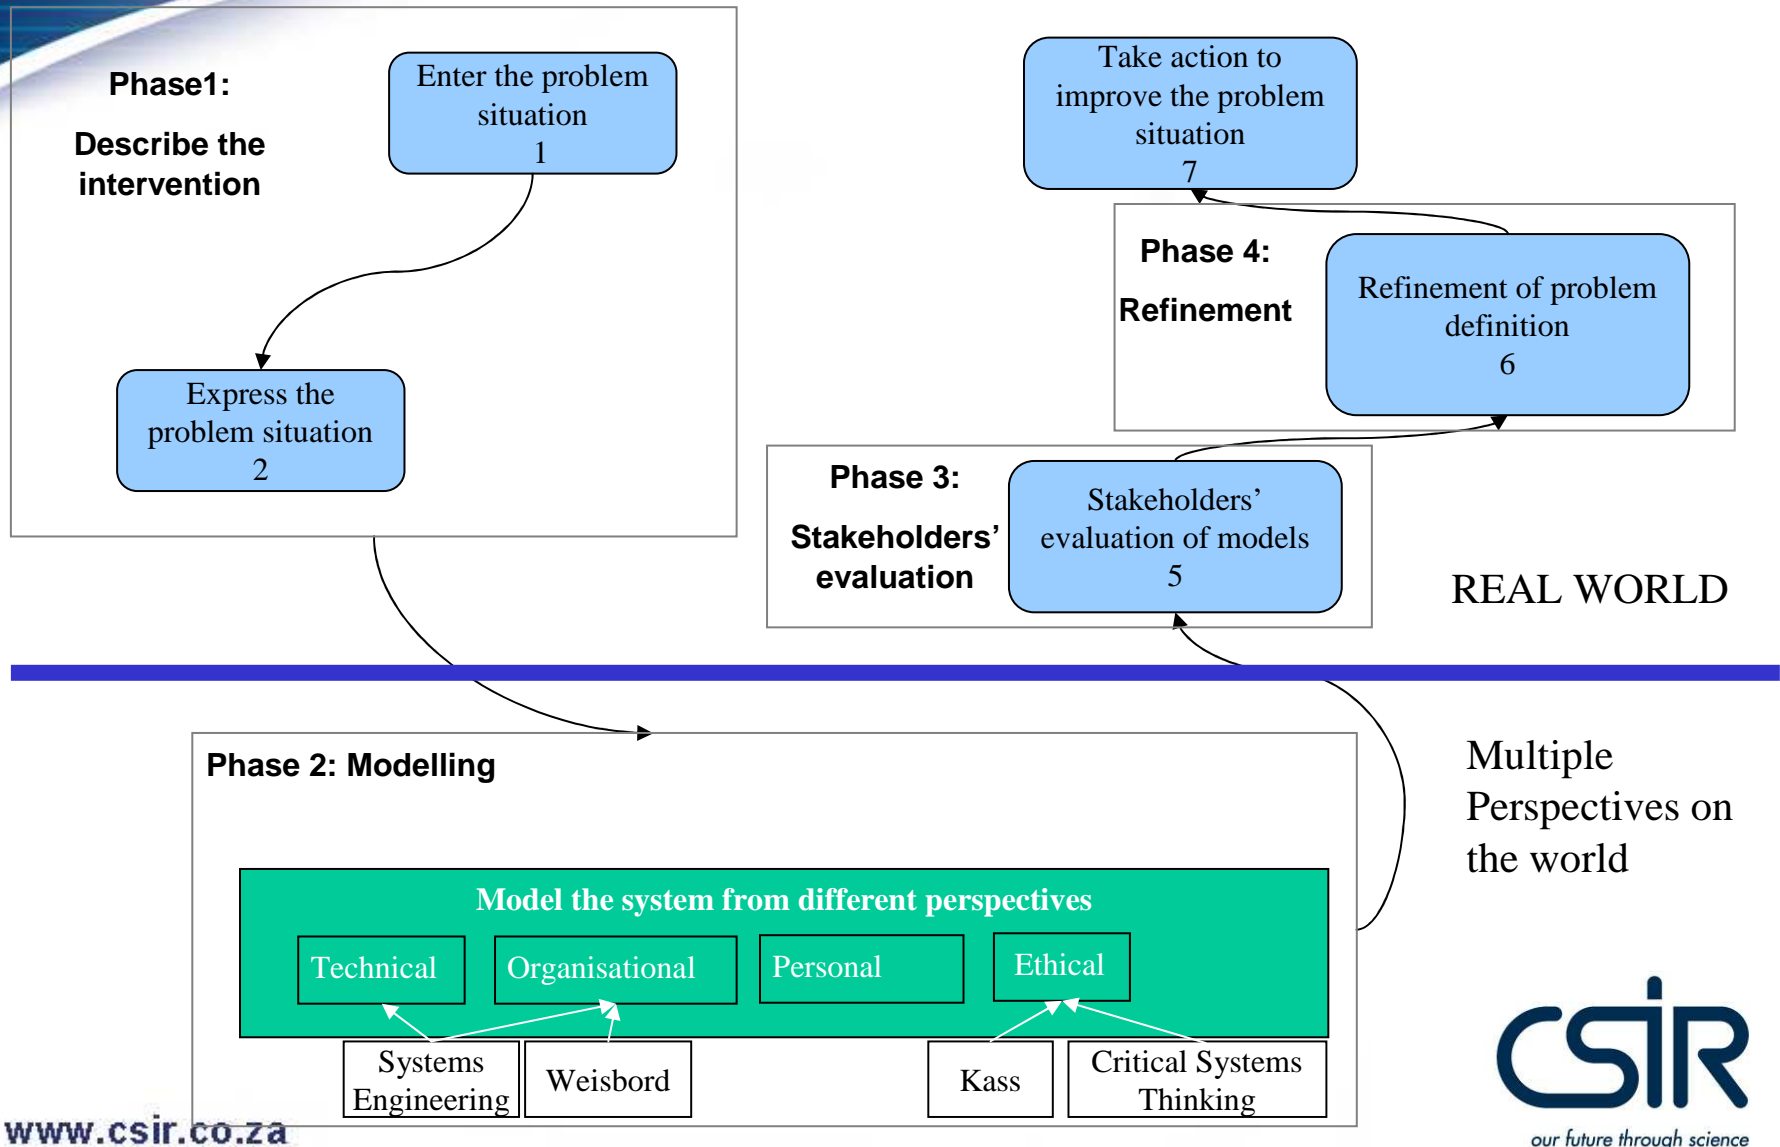 Phase1:
Describe the
intervention
Enter the problem
situation
1
Express the
problem situation
2
Take action to
improve the problem
situation
7
Phase 4:
Refinement
Refinement of problem
definition
6
Phase 3:
Stakeholders’
evaluation
Stakeholders’
evaluation of models
5
REAL WORLD
Phase 2: Modelling
Multiple
Perspectives on
the world
Model the system from different perspectives
Technical
Organisational
Personal
Ethical
Systems
Engineering
Weisbord
Kass
Critical Systems
Thinking
CSIR
our future through science
www.csir.co.za